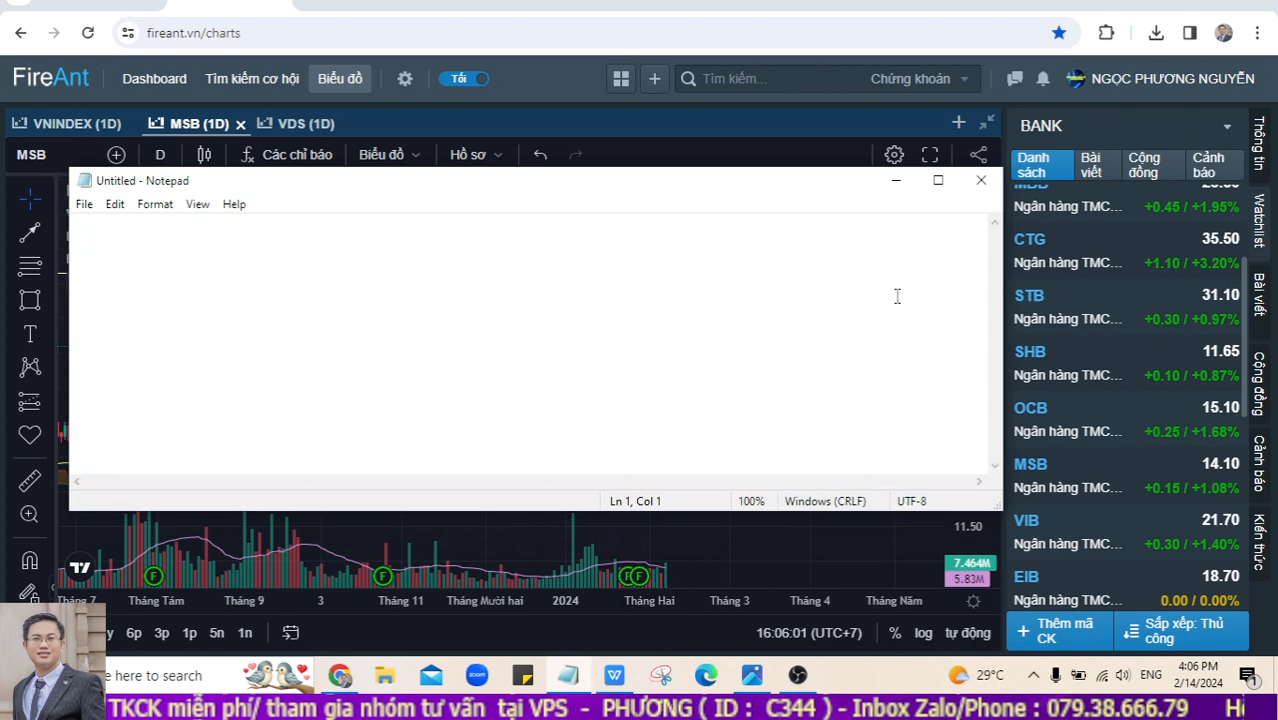 fireant.vn/charts
FireAnt Dashboard Tìm kiếm cơ hội Biểu đồ Tối Tìm kiếm... Chứng khoán NGỌC PHƯƠNG NGUYỄN
VNINDEX (1D) MSB (1D) VDS (1D)
MSB D Các chỉ báo Biểu đồ Hồ sơ
Untitled - Notepad
File Edit Format View Help
Ln 1, Col 1 100% Windows (CRLF) UTF-8
11.50
7.464M
5.83M
F F F F
Tháng Tám Tháng 9 3 Tháng 11 Tháng Mười hai 2024 Tháng Hai Tháng 3 Tháng 4 Tháng Năm
6p 3p 1p 5n 1n 16:06:01 (UTC+7) % log tự động
BANK
Danh sách
Bài viết
Cộng đồng
Cảnh báo
Ngân hàng TMC... +0.45 / +1.95%
CTG 35.50
Ngân hàng TMC... +1.10 / +3.20%
STB 31.10
Ngân hàng TMC... +0.30 / +0.97%
SHB 11.65
Ngân hàng TMC... +0.10 / +0.87%
OCB 15.10
Ngân hàng TMC... +0.25 / +1.68%
MSB 14.10
Ngân hàng TMC... +0.15 / +1.08%
VIB 21.70
Ngân hàng TMC... +0.30 / +1.40%
EIB 18.70
Ngân hàng TMC... 0.00 / 0.00%
Thêm mã CK
Sắp xếp: Thủ công
Thông tin
Watchlist
Bài viết
Cộng đồng
Cảnh báo
Kiến thức
here to search zoom 29°C ENG 4:06 PM
2/14/2024
TKCK miễn phí/ tham gia nhóm tư vấn tại VPS - PHƯƠNG ( ID : C344 ) - Inbox Zalo/Phone : 079.38.666.79